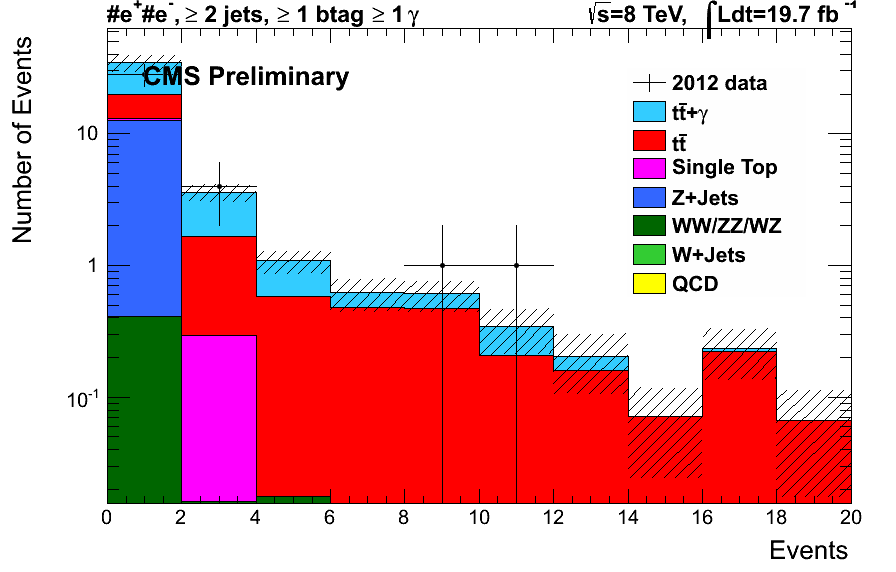 #e+#e-, ≥ 2 jets, ≥ 1 btag ≥ 1 γ
√s=8 TeV, ∫Ldt=19.7 fb-1
CMS Preliminary
Number of Events
2012 data
tt̄+γ
tt̄
Single Top
Z+Jets
WW/ZZ/WZ
W+Jets
QCD
10
1
10-1
0 2 4 6 8 10 12 14 16 18 20
Events